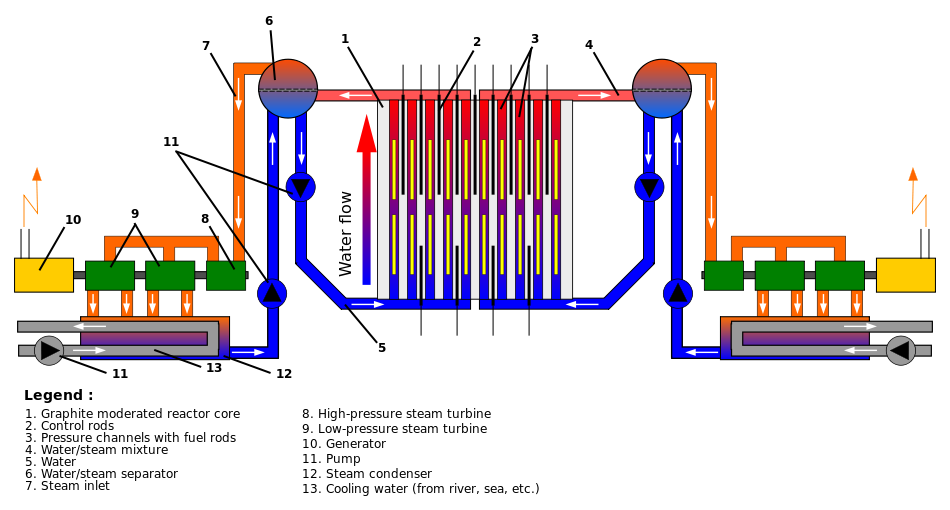 6
1
2
3
4
7
11
Water flow
10
9
8
5
11
13
12
Legend :
1. Graphite moderated reactor core
2. Control rods
3. Pressure channels with fuel rods
4. Water/steam mixture
5. Water
6. Water/steam separator
7. Steam inlet
8. High-pressure steam turbine
9. Low-pressure steam turbine
10. Generator
11. Pump
12. Steam condenser
13. Cooling water (from river, sea, etc.)